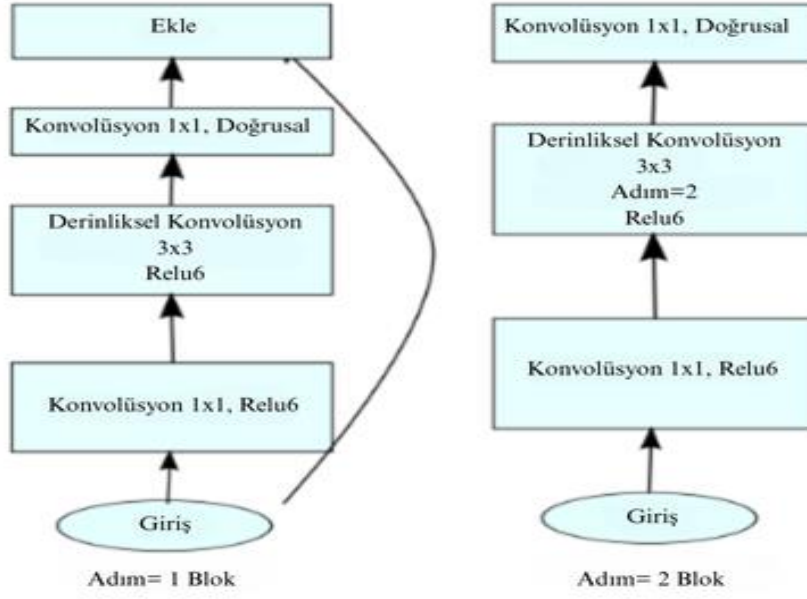 Ekle
Konvolüsyon 1x1, Doğrusal
Derinliksel Konvolüsyon
3x3
Relu6
Konvolüsyon 1x1, Relu6
Giriş
Adım= 1 Blok
Konvolüsyon 1x1, Doğrusal
Derinliksel Konvolüsyon
3x3
Adım=2
Relu6
Konvolüsyon 1x1, Relu6
Giriş
Adım= 2 Blok